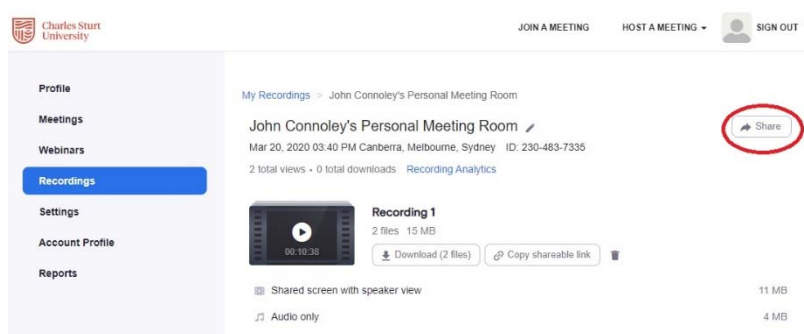 Charles Sturt
University
JOIN A MEETING HOST A MEETING SIGN OUT
Profile
Meetings
Webinars
Recordings
Settings
Account Profile
Reports
My Recordings > John Connoley's Personal Meeting Room
John Connoley's Personal Meeting Room
Share
Mar 20, 2020 03:40 PM Canberra, Melbourne, Sydney ID: 230-483-7335
2 total views • 0 total downloads Recording Analytics
00:10:38
Recording 1
2 files 15 MB
Download (2 files) Copy shareable link
Shared screen with speaker view 11 MB
Audio only 4 MB